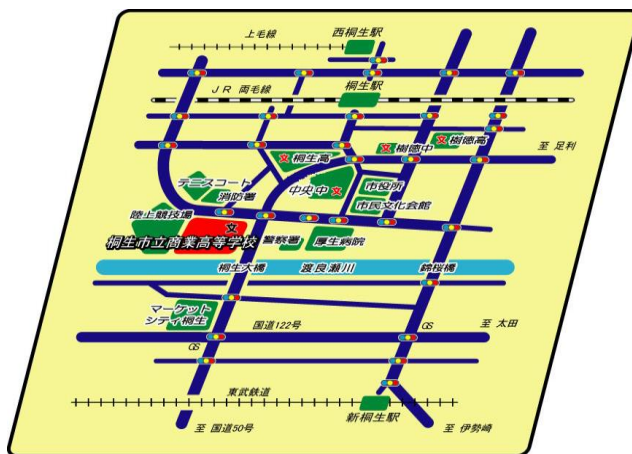 西桐生駅
上毛線
桐生駅
JR 両毛線
樹徳高
樹徳中
至 足利
桐生高
テニスコート
消防署
中央中
市役所
市民文化会館
陸上競技場
桐生市立商業高等学校
警察署
厚生病院
桐生大橋
渡良瀬川
錦桜橋
マーケット
シティ桐生
国道122号
GS
至 太田
GS
東武鉄道
新桐生駅
至 国道50号
至 伊勢崎